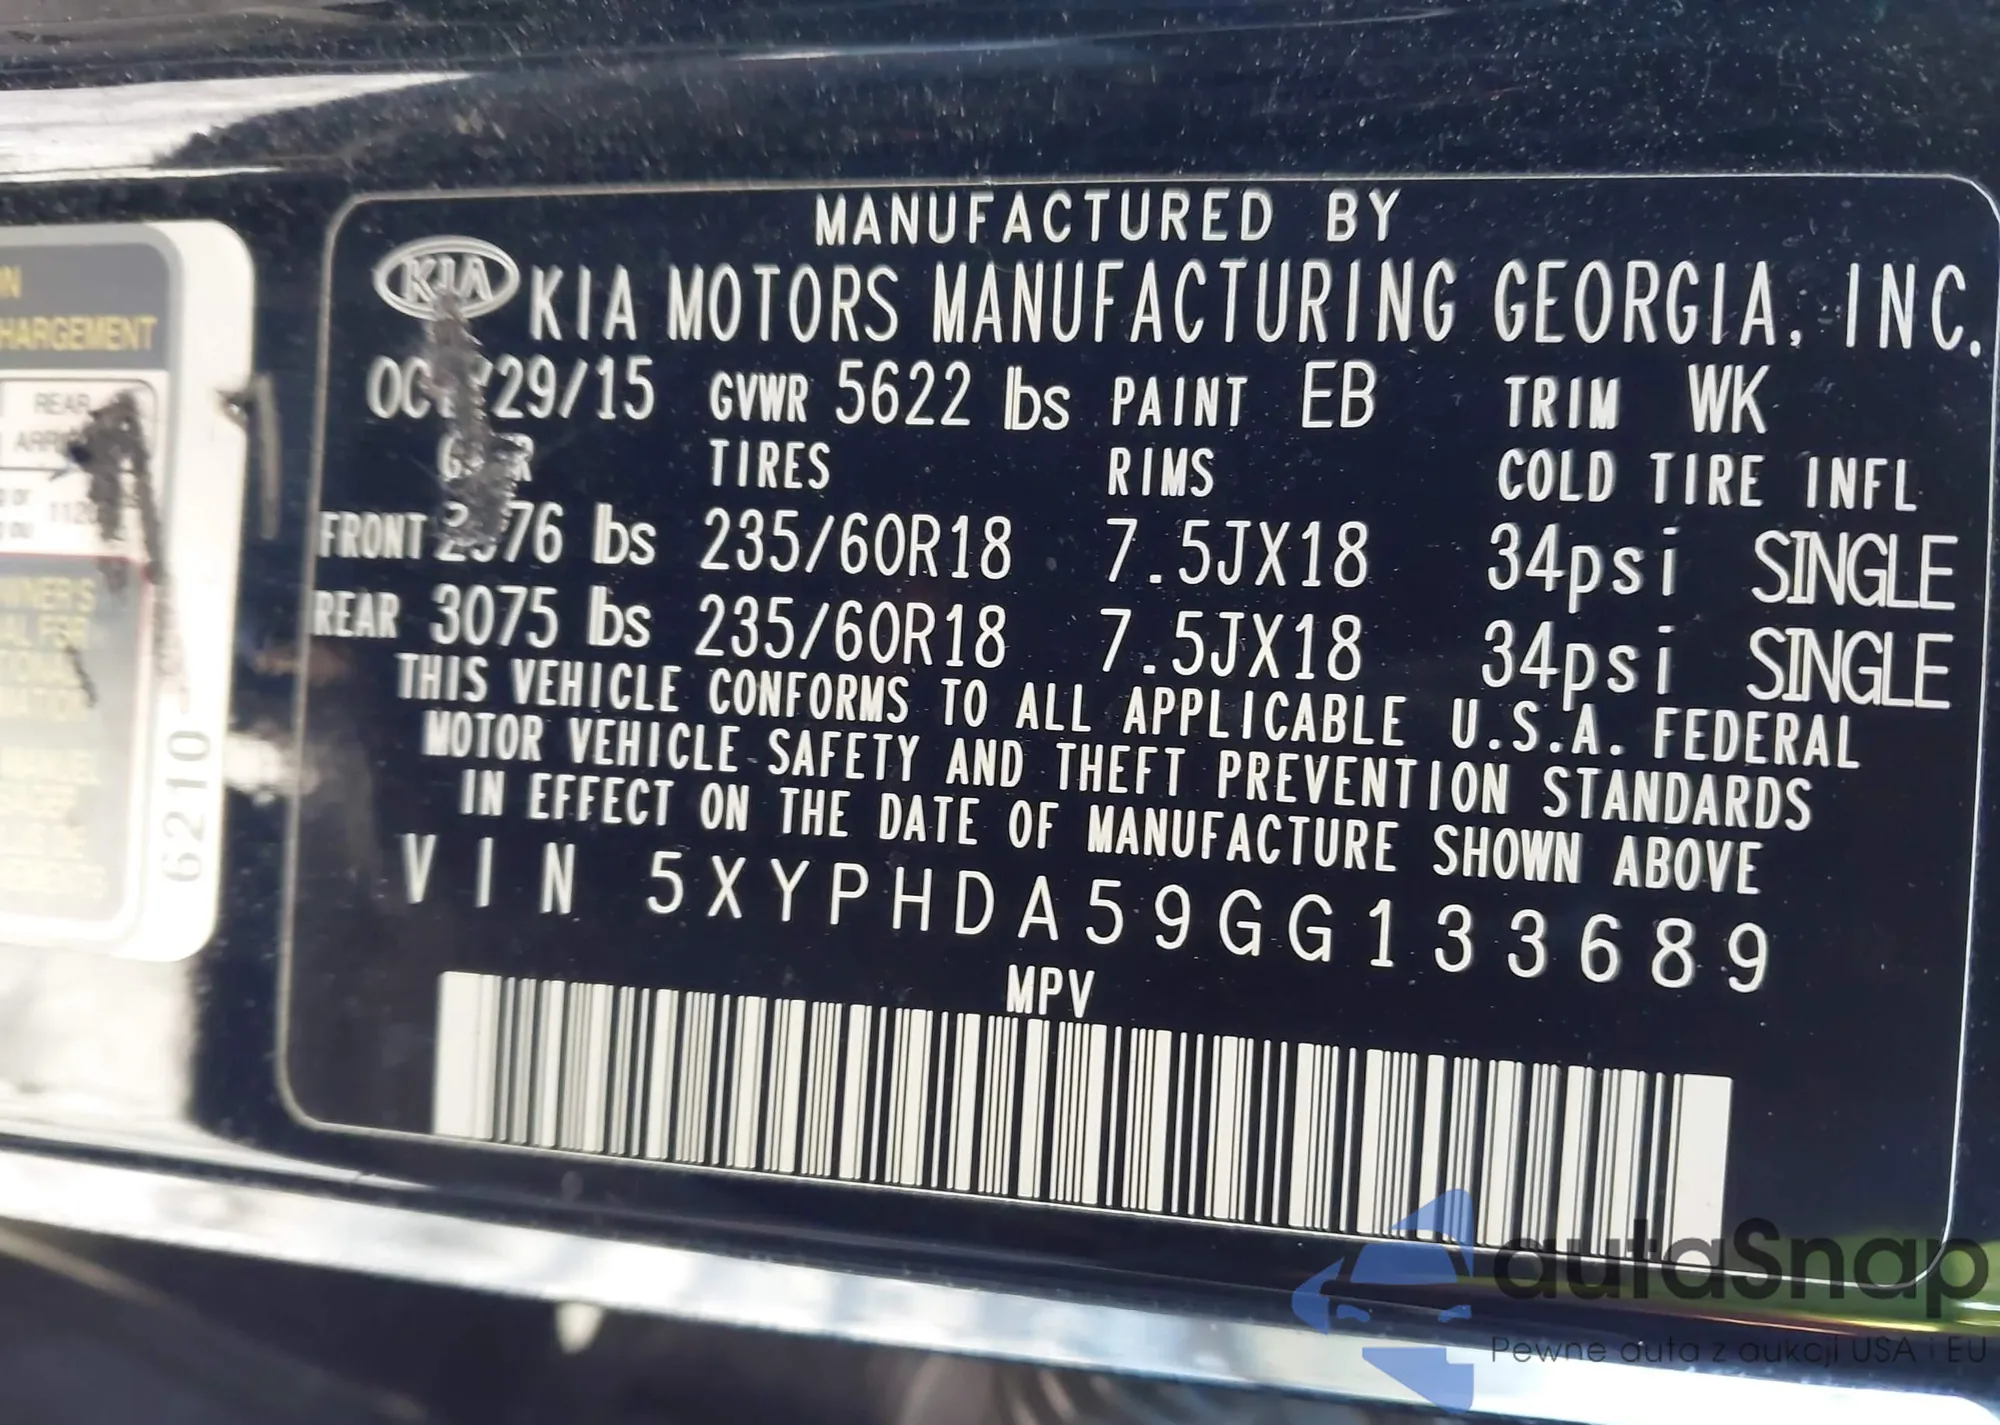 MANUFACTURED BY
KIA KIA MOTORS MANUFACTURING GEORGIA, INC.
29/15 GVWR 5622 lbs PAINT EB TRIM WK
TIRES RIMS COLD TIRE INFL
FRONT lbs 235/60R18 7.5JX18 34psi SINGLE
REAR 3075 lbs 235/60R18 7.5JX18 34psi SINGLE
THIS VEHICLE CONFORMS TO ALL APPLICABLE U.S.A. FEDERAL
MOTOR VEHICLE SAFETY AND THEFT PREVENTION STANDARDS
IN EFFECT ON THE DATE OF MANUFACTURE SHOWN ABOVE
VIN 5XYPHDA59GG133689
MPV
HARGEMENT
REAR
6210
autaSnap
Pewne auta z aukcji USA i EU